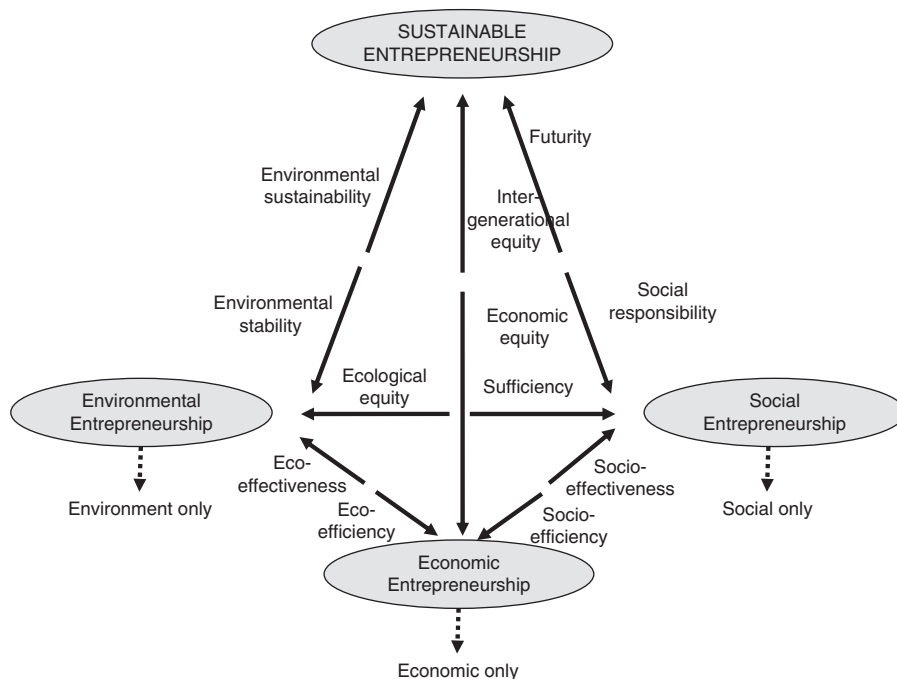 SUSTAINABLE
ENTREPRENEURSHIP
Futurity
Environmental
sustainability
Inter-
generational
equity
Environmental
stability
Economic
equity
Social
responsibility
Ecological
equity
Sufficiency
Environmental
Entrepreneurship
Social
Entrepreneurship
Eco-
effectiveness
Socio-
effectiveness
Environment only
Social only
Eco-
efficiency
Socio-
efficiency
Economic
Entrepreneurship
Economic only